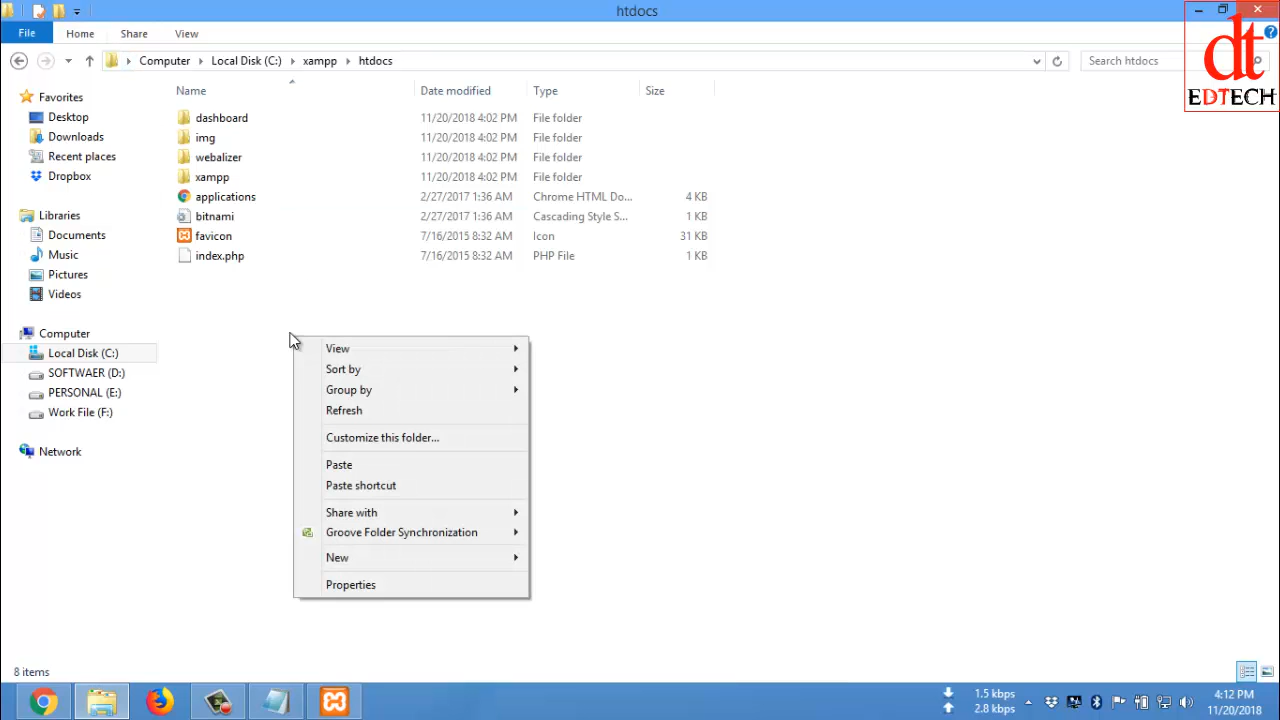 htdocs
File
Home
Share
View
Computer
Local Disk (C:)
xampp
htdocs
Search htdocs
dt
EDTECH
Name
Date modified
Type
Size
Favorites
Desktop
Downloads
Recent places
Dropbox
Libraries
Documents
Music
Pictures
Videos
Computer
Local Disk (C:)
SOFTWAER (D:)
PERSONAL (E:)
Work File (F:)
Network
dashboard 11/20/2018 4:02 PM File folder
img 11/20/2018 4:02 PM File folder
webalizer 11/20/2018 4:02 PM File folder
xampp 11/20/2018 4:02 PM File folder
applications 2/27/2017 1:36 AM Chrome HTML Do... 4 KB
bitnami 2/27/2017 1:36 AM Cascading Style S... 1 KB
favicon 7/16/2015 8:32 AM Icon 31 KB
index.php 7/16/2015 8:32 AM PHP File 1 KB
View
Sort by
Group by
Refresh
Customize this folder...
Paste
Paste shortcut
Share with
Groove Folder Synchronization
New
Properties
8 items
1.5 kbps
2.8 kbps
4:12 PM
11/20/2018